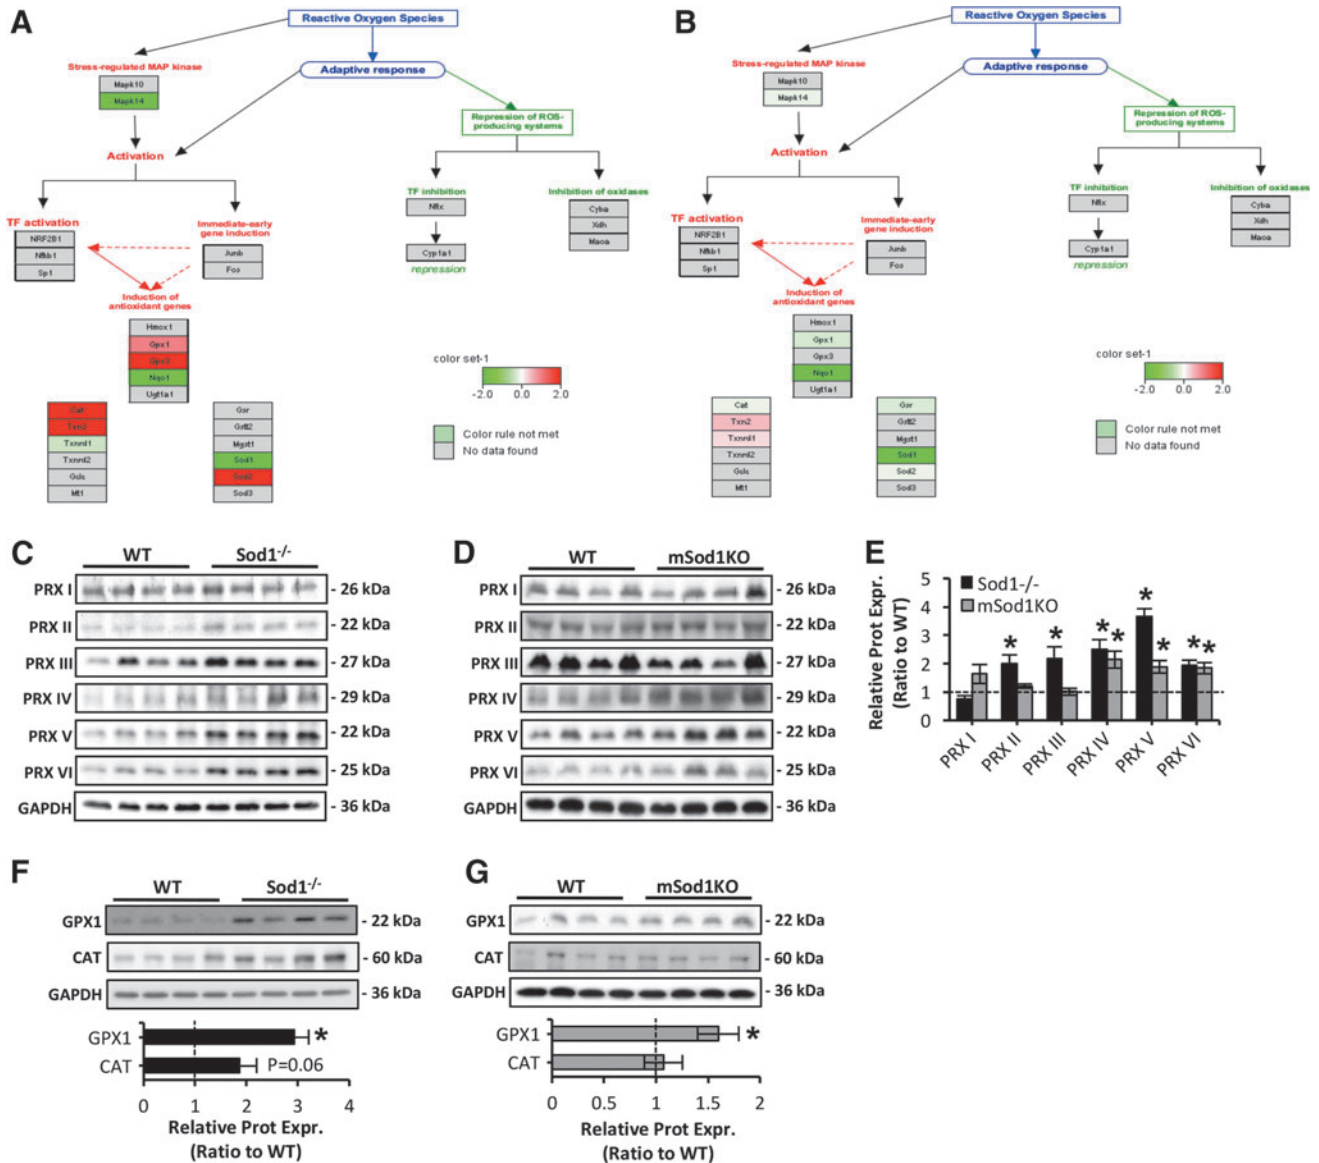 A
Reactive Oxygen Species
Stress-regulated MAP kinase
Mapk10
Mapk14
Adaptive response
Repression of ROS-
producing systems
Activation
TF inhibition
Nfix
Cyp1a1
repression
Inhibition of oxidases
Cyba
Xdh
Maoa
TF activation
NRF2B1
Nfkb1
Sp1
Immediate-early
gene induction
Junb
Fos
Induction of
antioxidant genes
Hmox1
Gpx1
Gpx3
Nqo1
Ugt1a1
Cat
Txn2
Txnrd1
Txnrd2
Gclc
Mt1
Gsr
Gstt2
Mgst1
Sod1
Sod2
Sod3
color set-1
-2.0 0.0 2.0
Color rule not met
No data found
B
Reactive Oxygen Species
Stress-regulated MAP kinase
Mapk10
Mapk14
Adaptive response
Repression of ROS-
producing systems
Activation
TF inhibition
Nfix
Cyp1a1
repression
Inhibition of oxidases
Cyba
Xdh
Maoa
TF activation
NRF2B1
Nfkb1
Sp1
Immediate-early
gene induction
Junb
Fos
Induction of
antioxidant genes
Hmox1
Gpx1
Gpx3
Nqo1
Ugt1a1
Cat
Txn2
Txnrd1
Txnrd2
Gclc
Mt1
Gsr
Gstt2
Mgst1
Sod1
Sod2
Sod3
color set-1
-2.0 0.0 2.0
Color rule not met
No data found
C
WT Sod1-/-
PRX I - 26 kDa
PRX II - 22 kDa
PRX III - 27 kDa
PRX IV - 29 kDa
PRX V - 22 kDa
PRX VI - 25 kDa
GAPDH - 36 kDa
D
WT mSod1KO
PRX I - 26 kDa
PRX II - 22 kDa
PRX III - 27 kDa
PRX IV - 29 kDa
PRX V - 22 kDa
PRX VI - 25 kDa
GAPDH - 36 kDa
E
Relative Prot Expr.
(Ratio to WT)
5
4
3
2
1
0
Sod1-/-
mSod1KO
* * * * * * * *
PRX I PRX II PRX III PRX IV PRX V PRX VI
F
WT Sod1-/-
GPX1 - 22 kDa
CAT - 60 kDa
GAPDH - 36 kDa
GPX1 *
CAT P=0.06
0 1 2 3 4
Relative Prot Expr.
(Ratio to WT)
G
WT mSod1KO
GPX1 - 22 kDa
CAT - 60 kDa
GAPDH - 36 kDa
GPX1 *
CAT
0 0.5 1 1.5 2
Relative Prot Expr.
(Ratio to WT)